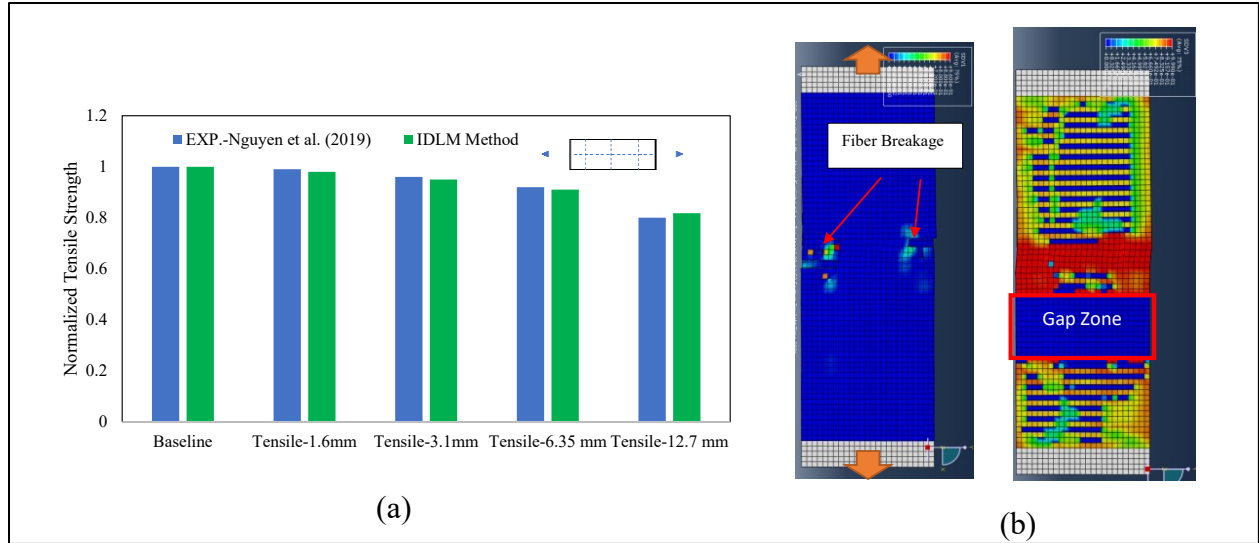 1.2
1
0.8
0.6
0.4
0.2
0
Normalized Tensile Strength
EXP.-Nguyen et al. (2019)
IDLM Method
Baseline
Tensile-1.6mm
Tensile-3.1mm
Tensile-6.35 mm
Tensile-12.7 mm
(a)
Fiber Breakage
Gap Zone
(b)